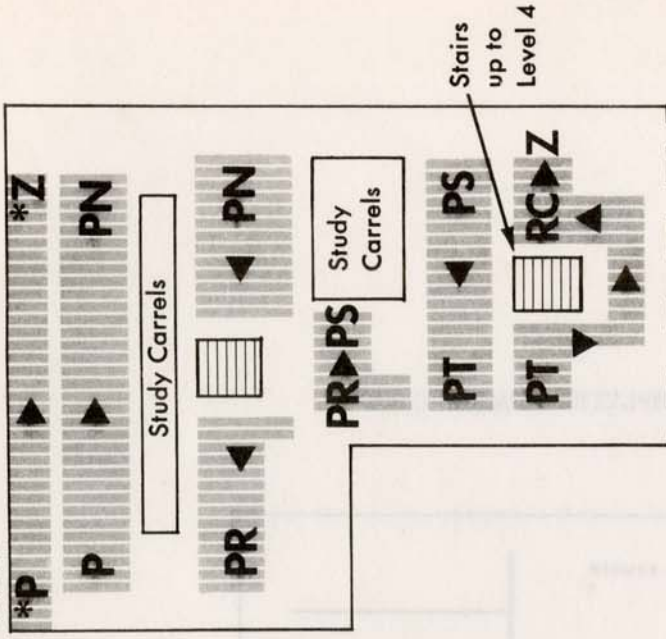 *P *Z
P PN
Study Carrels
PR PN
PR PS
Study
Carrels
Stairs
up to
Level 4
PT PS
PT RC Z